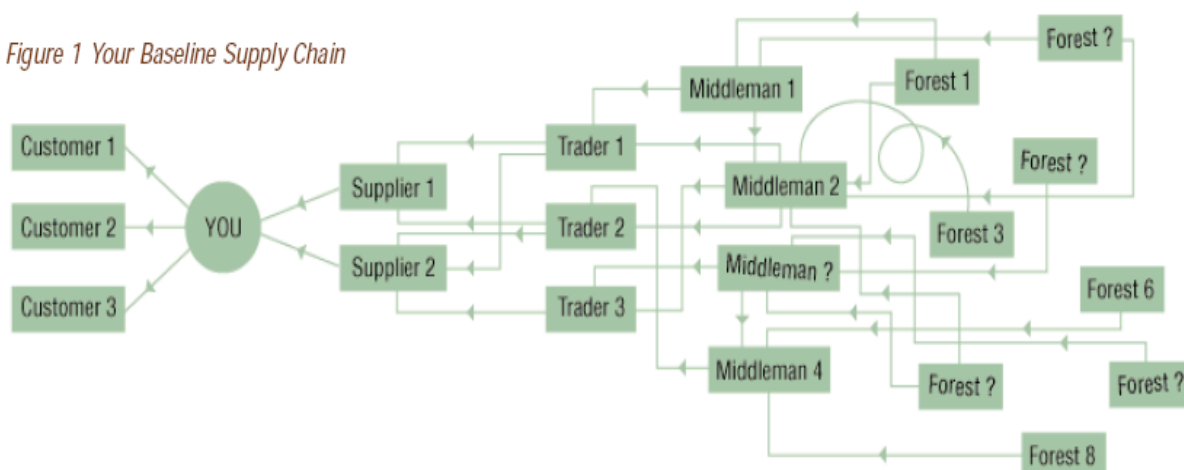 Figure 1 Your Baseline Supply Chain
Customer 1
Customer 2
Customer 3
YOU
Supplier 1
Supplier 2
Trader 1
Trader 2
Trader 3
Middleman 1
Middleman 2
Middleman ?
Middleman 4
Forest ?
Forest 1
Forest ?
Forest 3
Forest 6
Forest ?
Forest ?
Forest 8